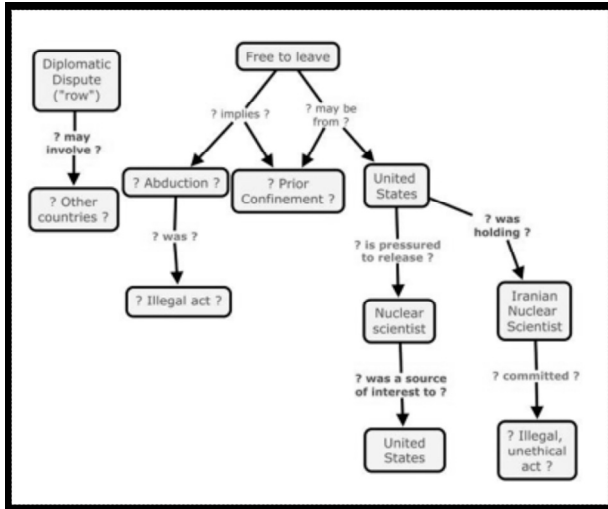 Free to leave
Diplomatic
Dispute
("row")
? implies ?
? may be
from ?
? may
involve ?
? Abduction ?
? Prior
Confinement ?
United
States
? Other
countries ?
? was ?
? is pressured
to release ?
? was
holding ?
? Illegal act ?
Nuclear
scientist
Iranian
Nuclear
Scientist
? was a source
of interest to ?
? committed ?
United
States
? Illegal,
unethical
act ?